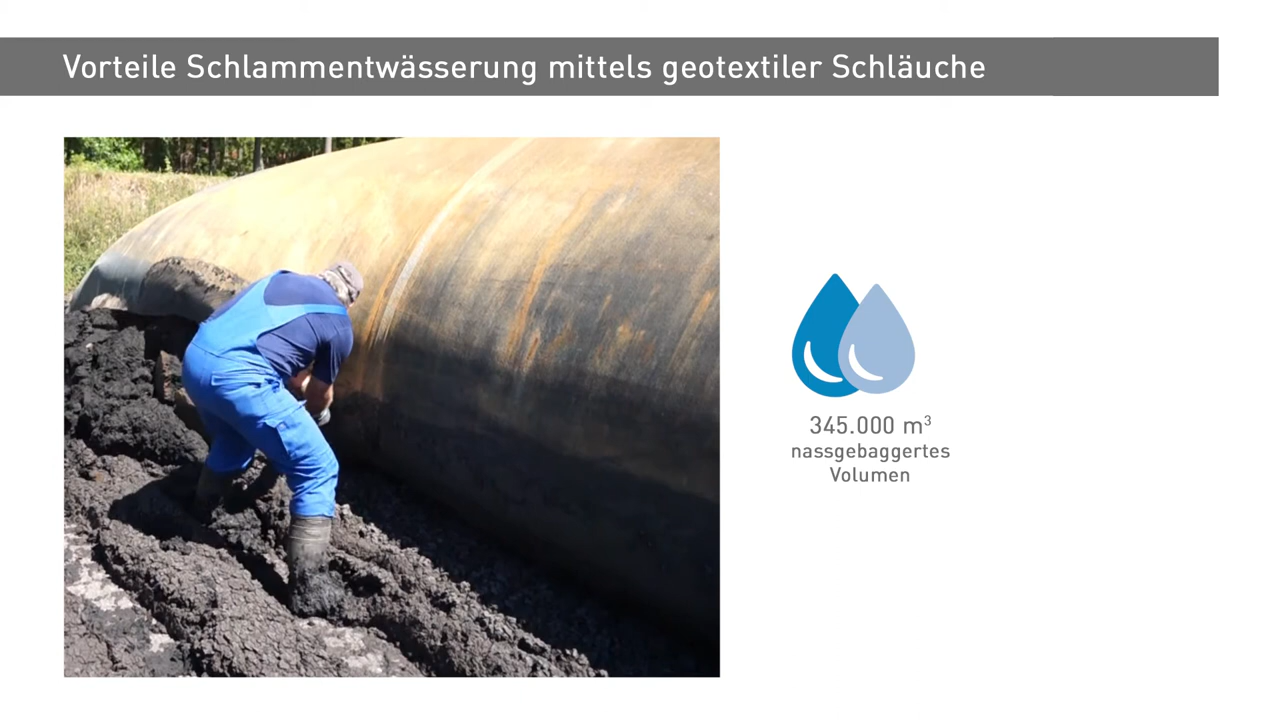 Vorteile Schlammentwässerung mittels geotextiler Schläuche
345.000 m³
nassgebaggertes
Volumen